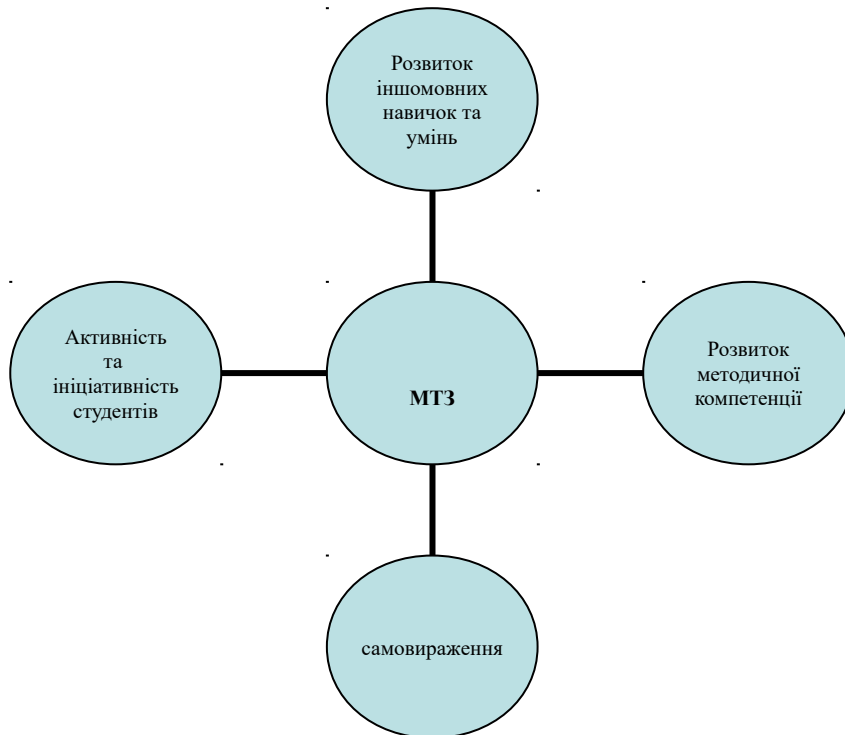 Розвиток
іншомовних
навичок та
умінь
Активність
та
ініціативність
студентів
МТЗ
Розвиток
методичної
компетенції
самовираження